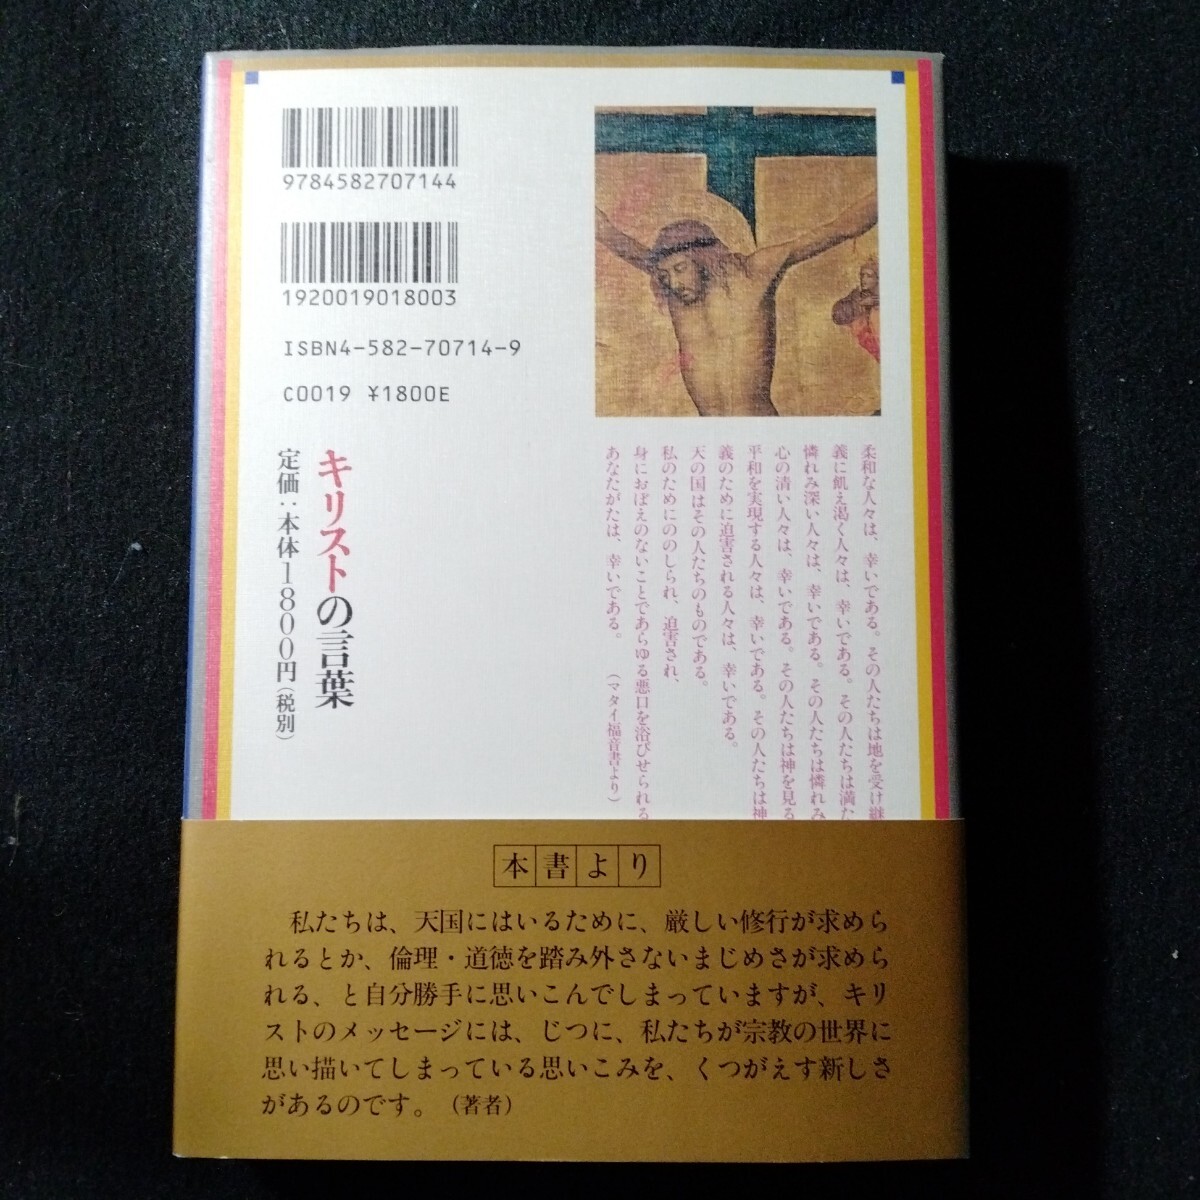 9784582707144
1920019018003
ISBN4-582-70714-9
C0019 ¥1800E
キリストの言葉
定価:本体1800円(税別)
柔和な人々は、幸いである。その人たちは地を受け継
義に飢え渇く人々は、幸いである。その人たちは満た
憐れみ深い人々は、幸いである。その人たちは憐れみ
心の清い人々は、幸いである。その人たちは神を見る
平和を実現する人々は、幸いである。その人たちは神
義のために迫害される人々は、幸いである。
天の国はその人たちのものである。
私のためにののしられ、迫害され、
身におぼえのないことであらゆる悪口を浴びせられる
あなたがたは、幸いである。 (マタイ福音書より)
本書より
私たちは、天国にはいるために、厳しい修行が求めら
れるとか、倫理・道徳を踏み外さないまじめさが求めら
れる、と自分勝手に思いこんでしまっていますが、キリ
ストのメッセージには、じつに、私たちが宗教の世界に
思い描いてしまっている思いこみを、くつがえす新しさ
があるのです。(著者)